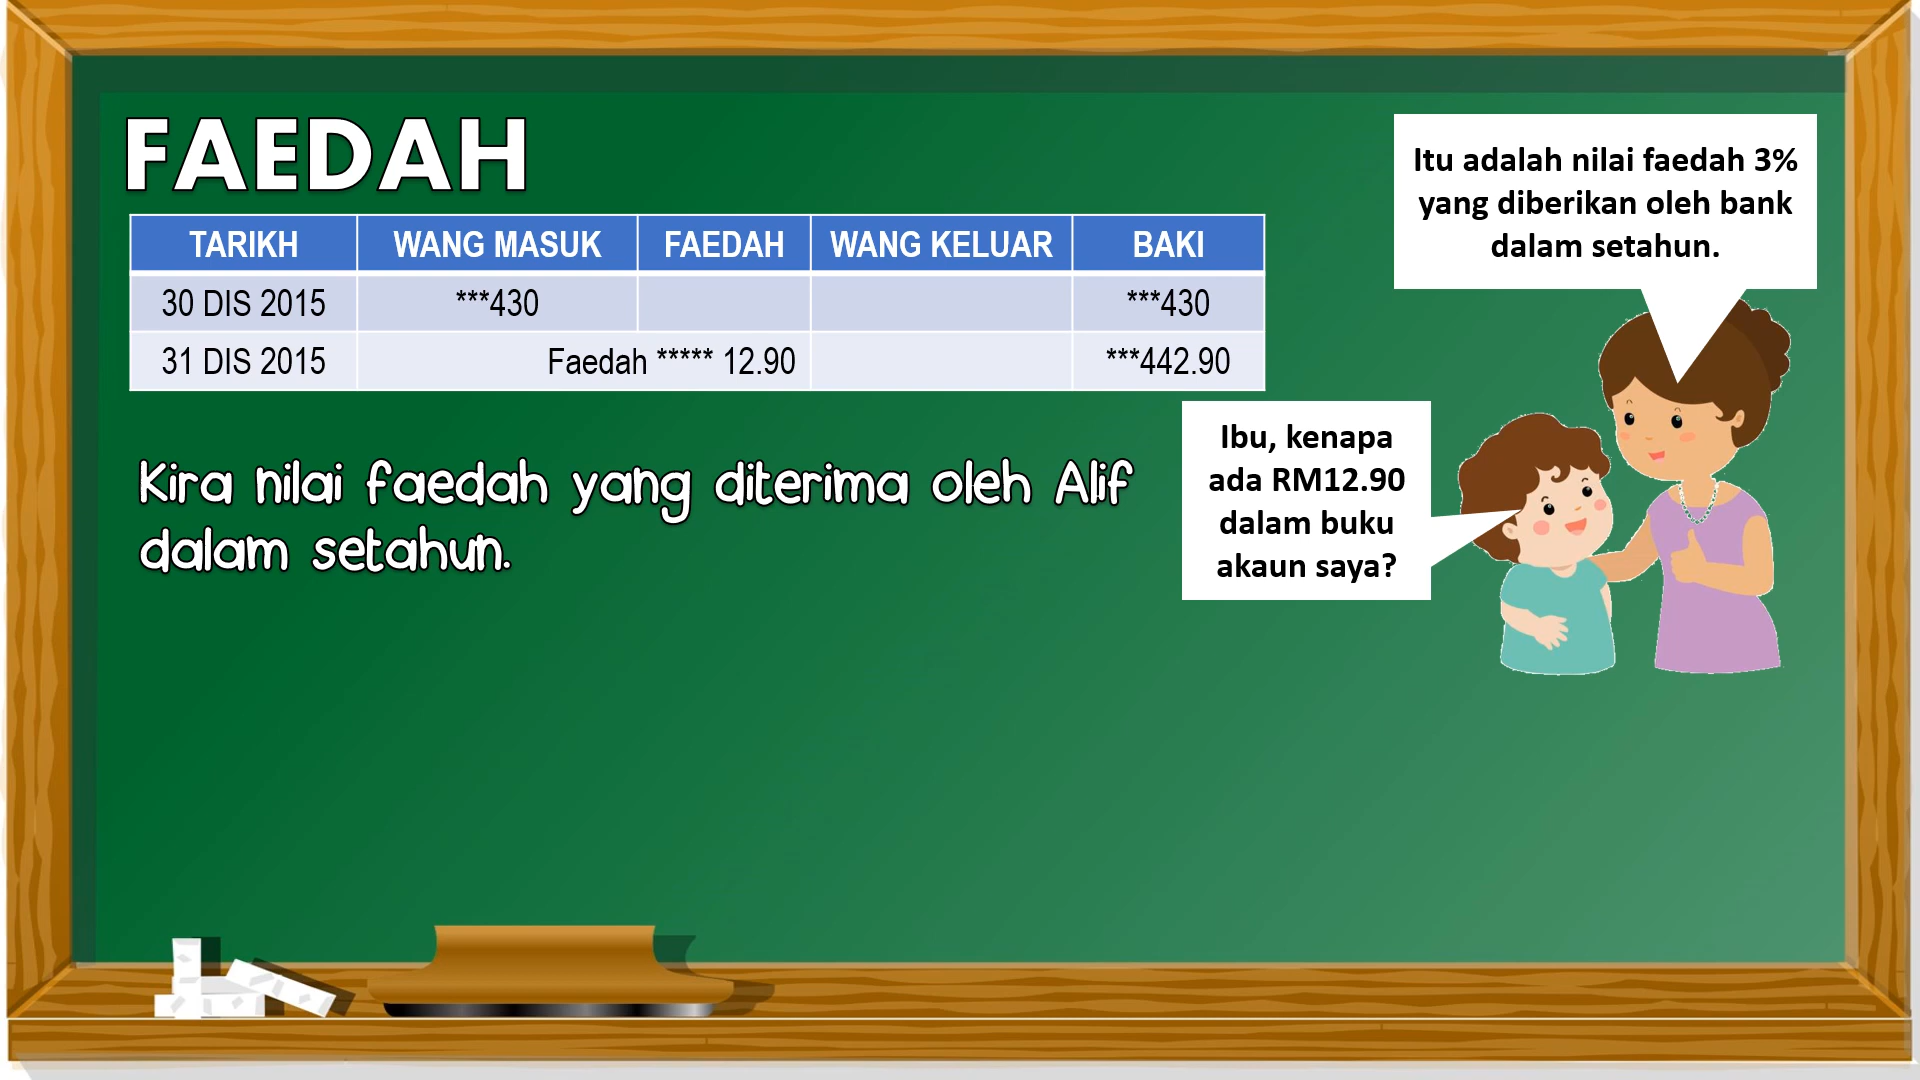 FAEDAH
TARIKH WANG MASUK FAEDAH WANG KELUAR BAKI
30 DIS 2015 ***430 ***430
31 DIS 2015 Faedah ***** 12.90 ***442.90
Kira nilai faedah yang diterima oleh Alif
dalam setahun.
Itu adalah nilai faedah 3%
yang diberikan oleh bank
dalam setahun.
Ibu, kenapa
ada RM12.90
dalam buku
akaun saya?